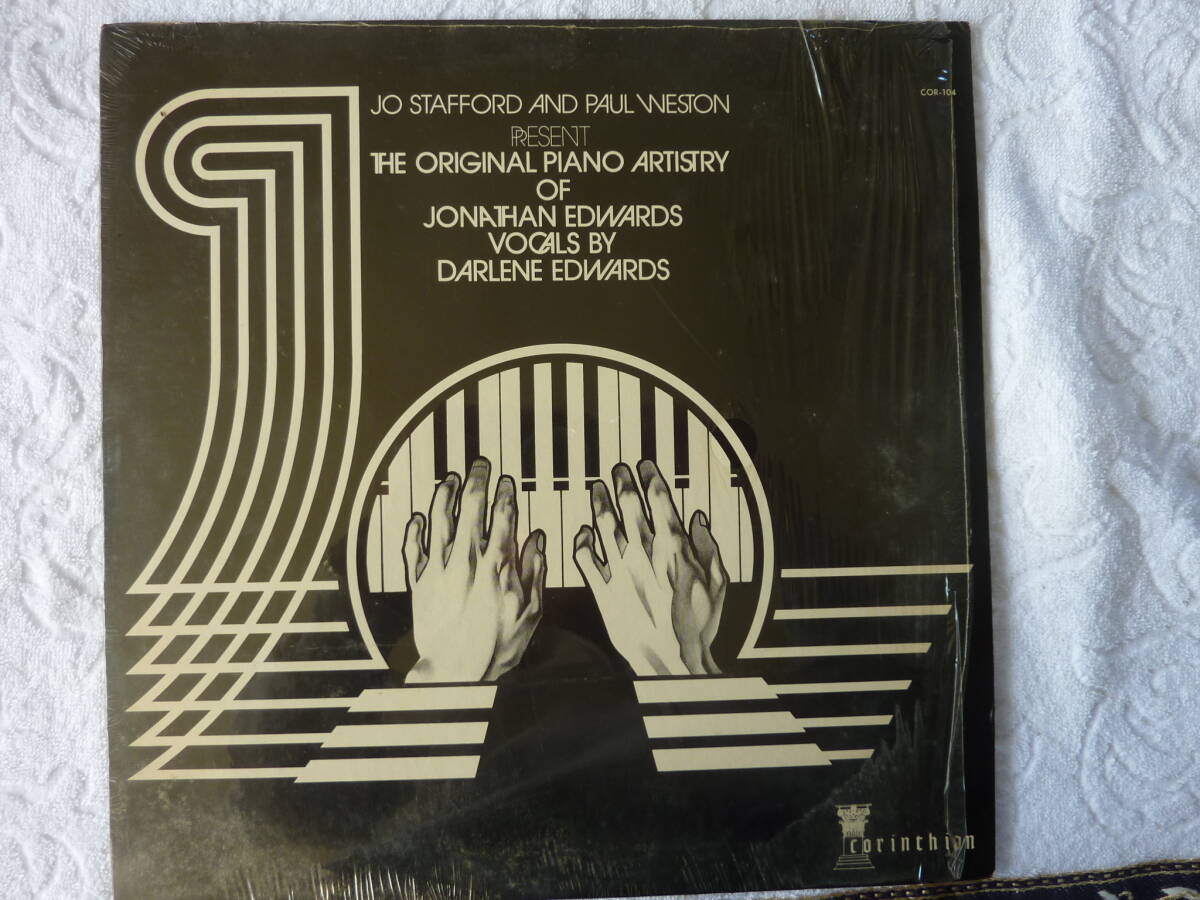 COR-104
JO STAFFORD AND PAUL WESTON
PRESENT
THE ORIGINAL PIANO ARTISTRY
OF
JONATHAN EDWARDS
VOCALS BY
DARLENE EDWARDS
corinthian